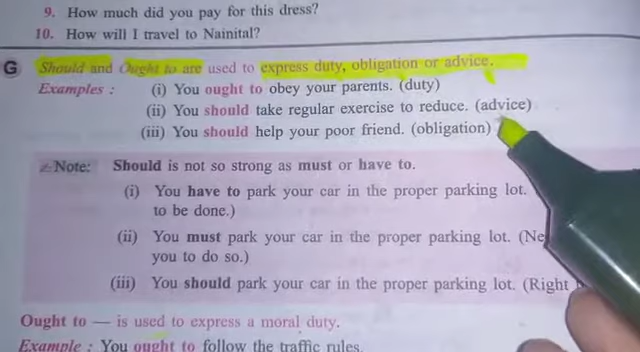 9. How much did you pay for this dress?
10. How will I travel to Nainital?
G Should and Ought to are used to express duty, obligation or advice.
Examples : (i) You ought to obey your parents. (duty)
(ii) You should take regular exercise to reduce. (advice)
(iii) You should help your poor friend. (obligation)
Note: Should is not so strong as must or have to.
(i) You have to park your car in the proper parking lot.
to be done.)
(ii) You must park your car in the proper parking lot. (Ne
you to do so.)
(iii) You should park your car in the proper parking lot. (Right
Ought to — is used to express a moral duty.
Example : You ought to follow the traffic rules.